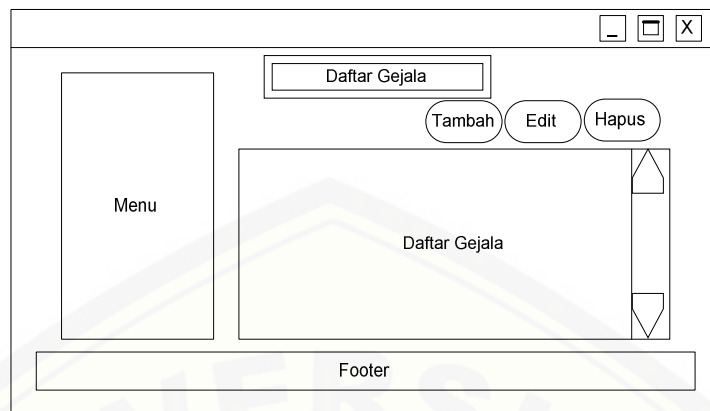 _ X
Daftar Gejala
Tambah Edit Hapus
Menu
Daftar Gejala
Footer